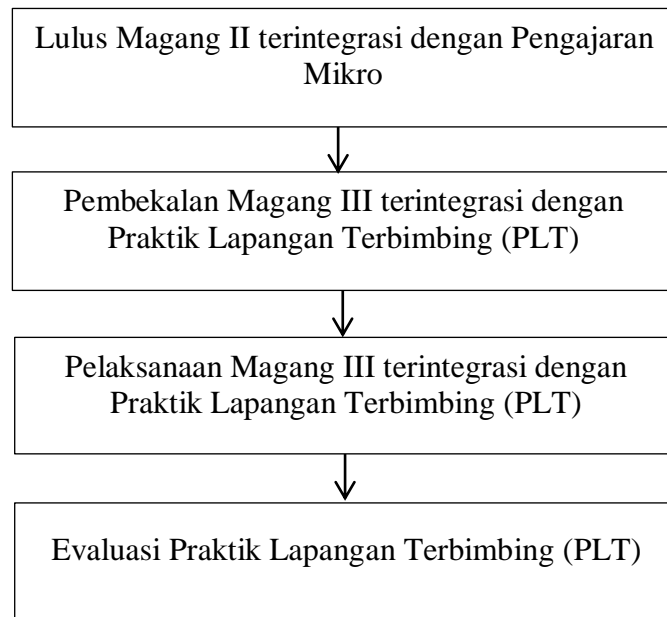 Lulus Magang II terintegrasi dengan Pengajaran
Mikro
Pembekalan Magang III terintegrasi dengan
Praktik Lapangan Terbimbing (PLT)
Pelaksanaan Magang III terintegrasi dengan
Praktik Lapangan Terbimbing (PLT)
Evaluasi Praktik Lapangan Terbimbing (PLT)